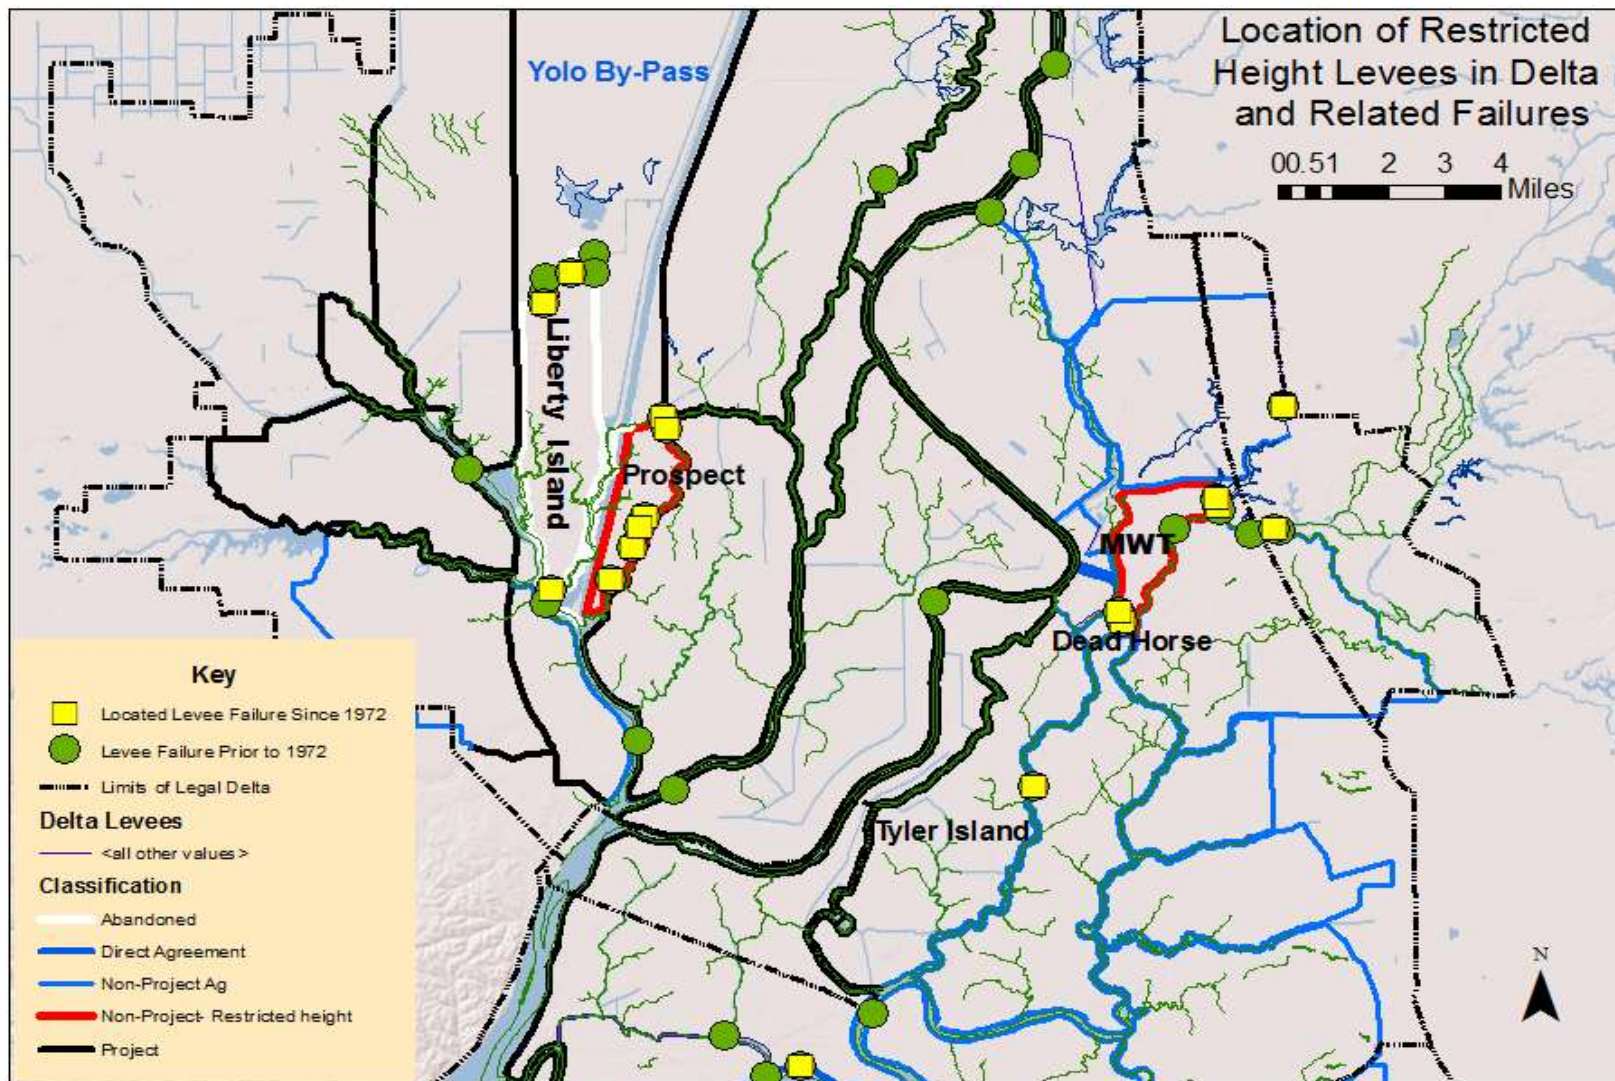 Location of Restricted
Height Levees in Delta
and Related Failures
00.51 2 3 4
Miles
Yolo By-Pass
Liberty Island
Prospect
MWT
Dead Horse
Tyler Island
Key
Located Levee Failure Since 1972
Levee Failure Prior to 1972
Limits of Legal Delta
Delta Levees
<all other values>
Classification
Abandoned
Direct Agreement
Non-Project Ag
Non-Project- Restricted height
Project
N